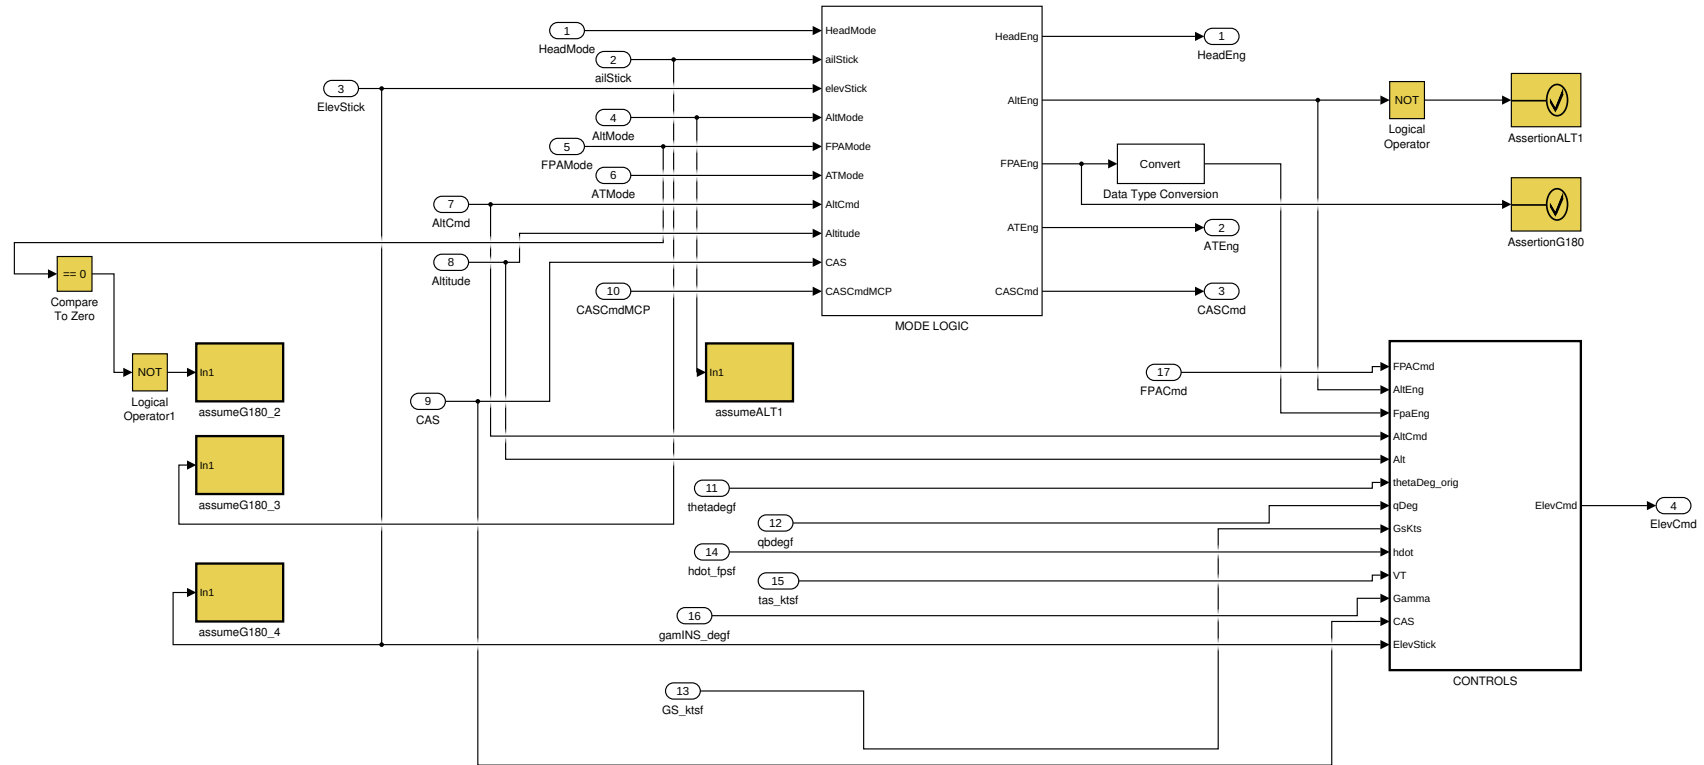 1
HeadMode
2
ailStick
3
ElevStick
4
AltMode
5
FPAMode
6
ATMode
7
AltCmd
8
Altitude
10
CASCmdMCP
9
CAS
HeadMode
ailStick
elevStick
AltMode
FPAMode
ATMode
AltCmd
Altitude
CAS
CASCmdMCP
HeadEng
AltEng
FPAEng
ATEng
CASCmd
MODE LOGIC
1
HeadEng
NOT
Logical
Operator
AssertionALT1
Convert
Data Type Conversion
AssertionG180
2
ATEng
3
CASCmd
== 0
Compare
To Zero
NOT
Logical
Operator1
In1
assumeG180_2
In1
assumeG180_3
In1
assumeG180_4
In1
assumeALT1
17
FPACmd
11
thetadegf
12
qbdegf
14
hdot_fpsf
15
tas_ktsf
16
gamINS_degf
13
GS_ktsf
FPACmd
AltEng
FpaEng
AltCmd
Alt
thetaDeg_orig
qDeg
GsKts
hdot
VT
Gamma
CAS
ElevStick
ElevCmd
CONTROLS
4
ElevCmd